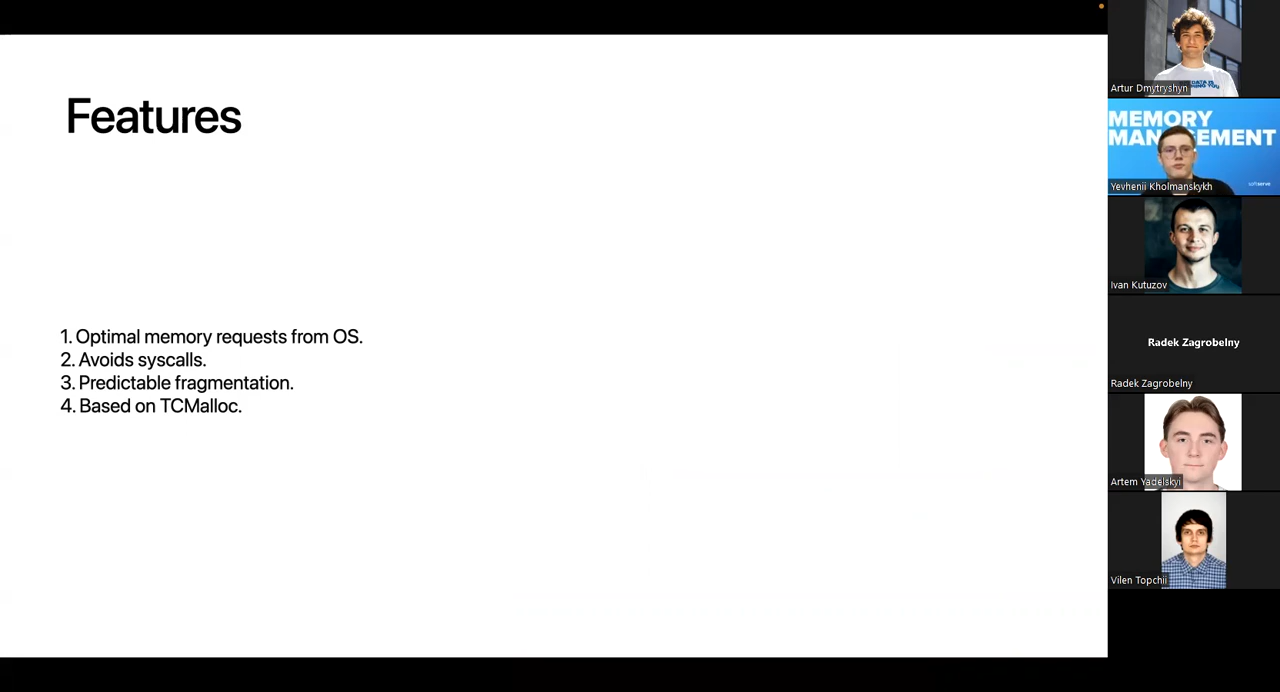 Features
1. Optimal memory requests from OS.
2. Avoids syscalls.
3. Predictable fragmentation.
4. Based on TCMalloc.
Artur Dmytryshyn
MEMORY
MANAGEMENT
softserve
Yevhenii Kholmanskykh
Ivan Kutuzov
Radek Zagrobelny
Radek Zagrobelny
Artem Yadelskyi
Vilen Topchii